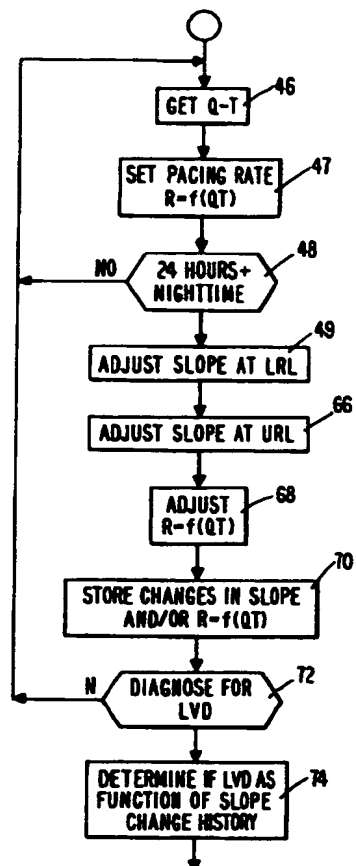 GET Q-T
46
SET PACING RATE
R=f(QT)
47
24 HOURS+
NIGHTTIME
48
NO
ADJUST SLOPE AT LRL
49
ADJUST SLOPE AT URL
66
ADJUST
R=f(QT)
68
STORE CHANGES IN SLOPE
AND/OR R=f(QT)
70
DIAGNOSE FOR
LVD
72
N
DETERMINE IF LVD AS
FUNCTION OF SLOPE
CHANGE HISTORY
74